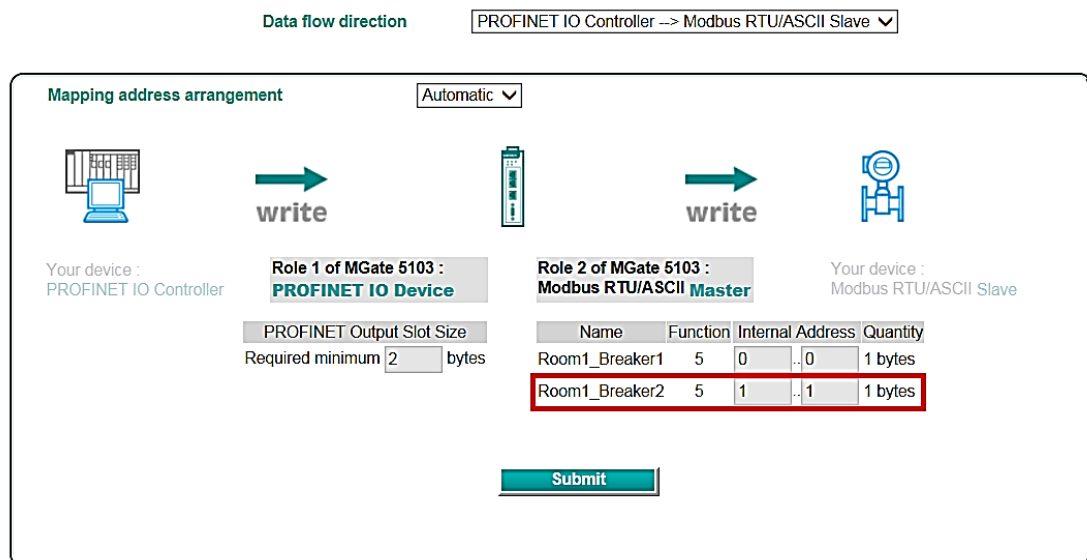 Data flow direction PROFINET IO Controller --> Modbus RTU/ASCII Slave
Mapping address arrangement Automatic
write write
Your device :
PROFINET IO Controller
Role 1 of MGate 5103 :
PROFINET IO Device
Role 2 of MGate 5103 :
Modbus RTU/ASCII Master
Your device :
Modbus RTU/ASCII Slave
PROFINET Output Slot Size
Required minimum 2 bytes
Name Function Internal Address Quantity
Room1_Breaker1 5 0 .. 0 1 bytes
Room1_Breaker2 5 1 .. 1 1 bytes
Submit